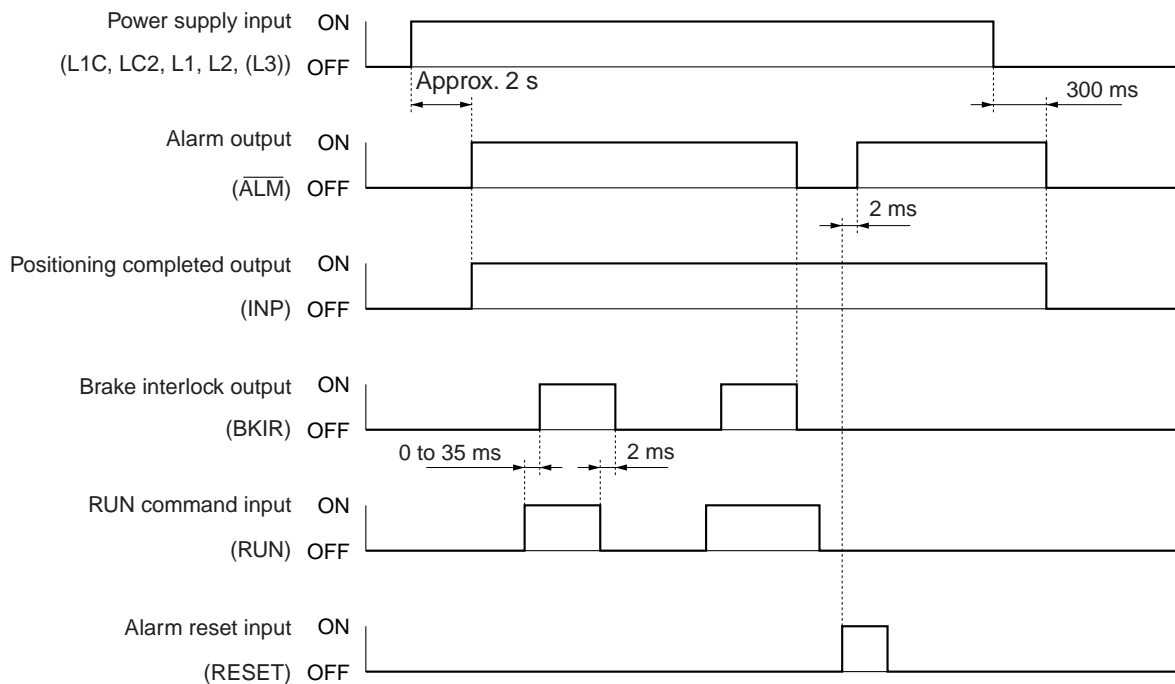 Power supply input ON
(L1C, LC2, L1, L2, (L3)) OFF
Approx. 2 s
300 ms
Alarm output ON
(ALM) OFF
2 ms
Positioning completed output ON
(INP) OFF
Brake interlock output ON
(BKIR) OFF
0 to 35 ms
2 ms
RUN command input ON
(RUN) OFF
Alarm reset input ON
(RESET) OFF